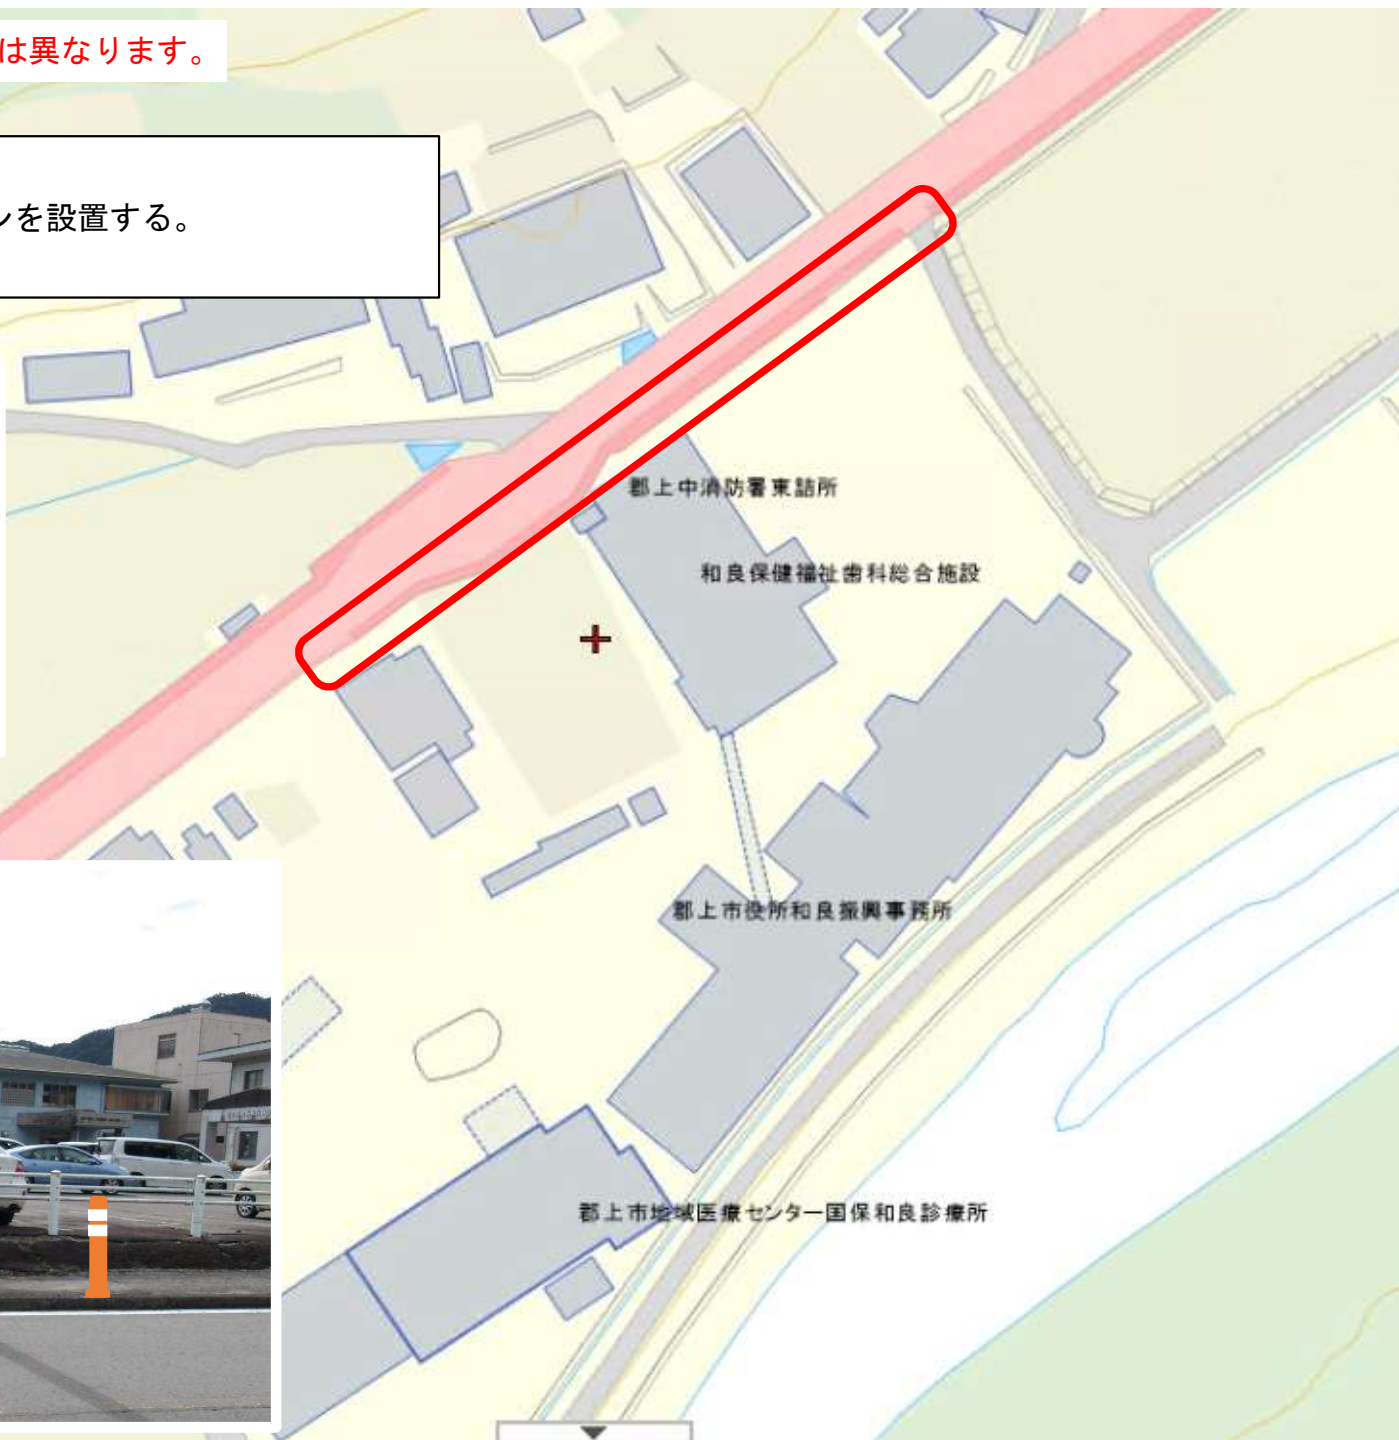 は異なります。
ンを設置する。
郡上中消防署東詰所
和良保健福祉歯科総合施設
郡上市役所和良振興事務所
郡上市地域医療センター国保和良診療所